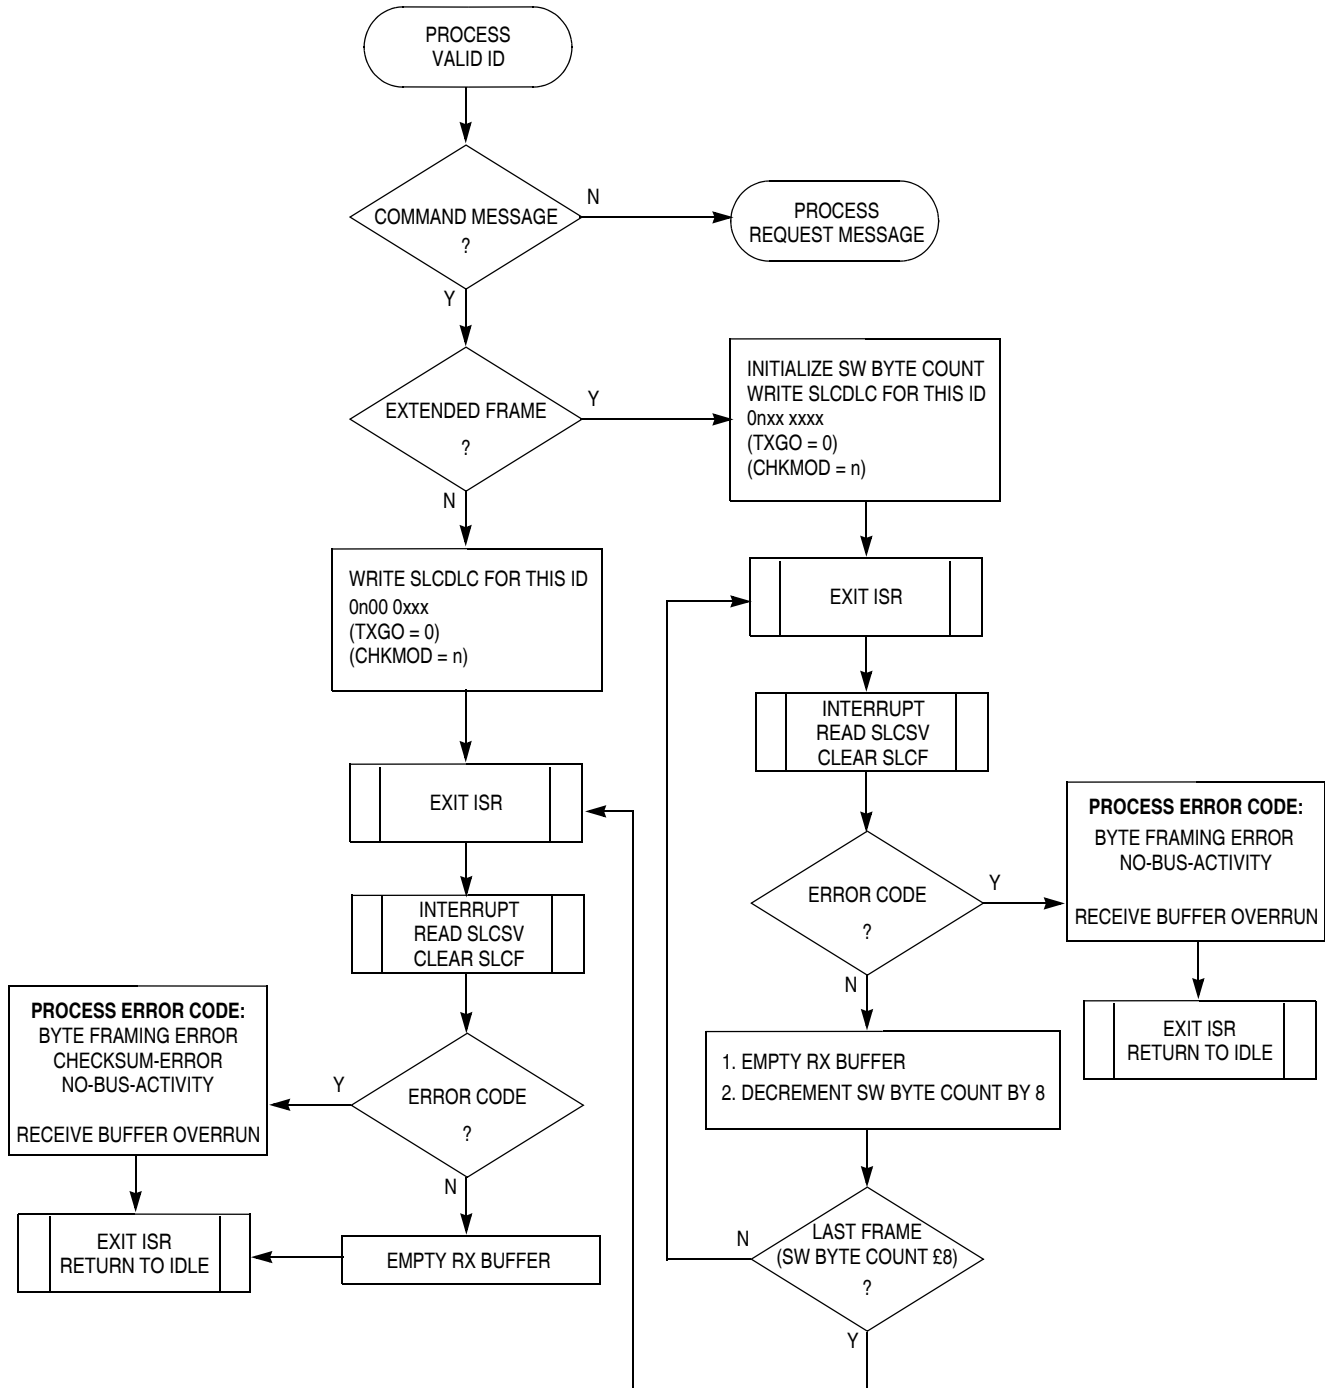 PROCESS
VALID ID
COMMAND MESSAGE
?
N
PROCESS
REQUEST MESSAGE
Y
EXTENDED FRAME
?
Y
INITIALIZE SW BYTE COUNT
WRITE SLCDLC FOR THIS ID
0nxx xxxx
(TXGO = 0)
(CHKMOD = n)
N
WRITE SLCDLC FOR THIS ID
0n00 0xxx
(TXGO = 0)
(CHKMOD = n)
EXIT ISR
INTERRUPT
READ SLCSV
CLEAR SLCF
ERROR CODE
?
Y
PROCESS ERROR CODE:
BYTE FRAMING ERROR
NO-BUS-ACTIVITY
RECEIVE BUFFER OVERRUN
EXIT ISR
RETURN TO IDLE
N
1. EMPTY RX BUFFER
2. DECREMENT SW BYTE COUNT BY 8
LAST FRAME
(SW BYTE COUNT £8)
?
N
Y
EXIT ISR
INTERRUPT
READ SLCSV
CLEAR SLCF
ERROR CODE
?
Y
PROCESS ERROR CODE:
BYTE FRAMING ERROR
CHECKSUM-ERROR
NO-BUS-ACTIVITY
RECEIVE BUFFER OVERRUN
N
EMPTY RX BUFFER
EXIT ISR
RETURN TO IDLE